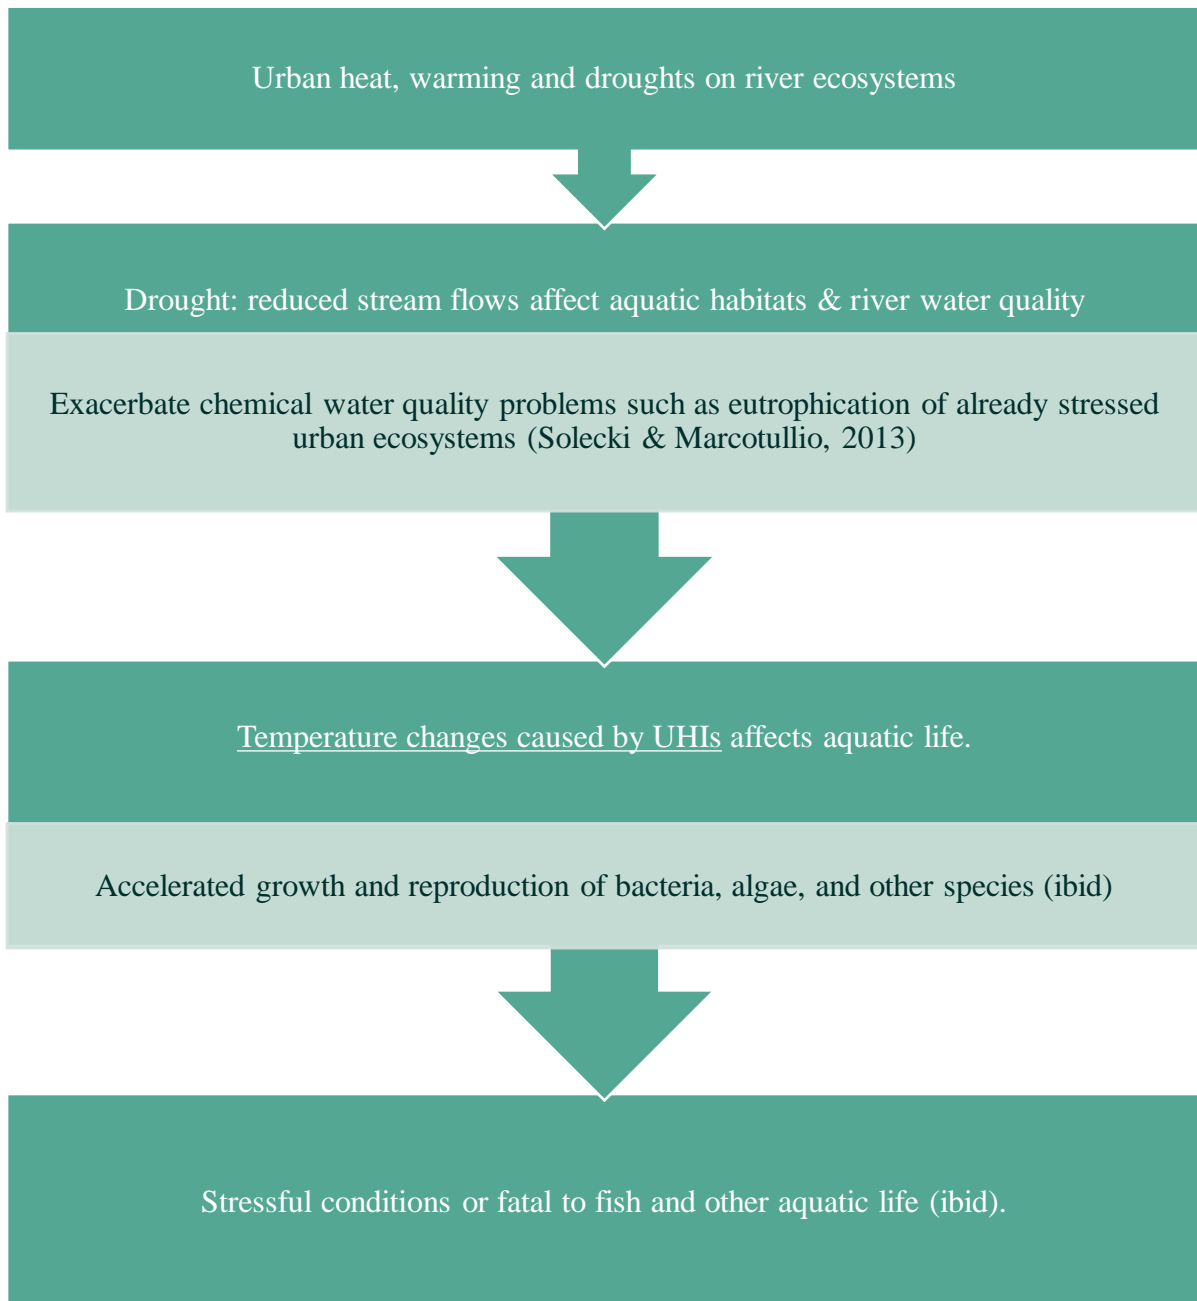 Urban heat, warming and droughts on river ecosystems
Drought: reduced stream flows affect aquatic habitats & river water quality
Exacerbate chemical water quality problems such as eutrophication of already stressed
urban ecosystems (Solecki & Marcotullio, 2013)
Temperature changes caused by UHIs affects aquatic life.
Accelerated growth and reproduction of bacteria, algae, and other species (ibid)
Stressful conditions or fatal to fish and other aquatic life (ibid).